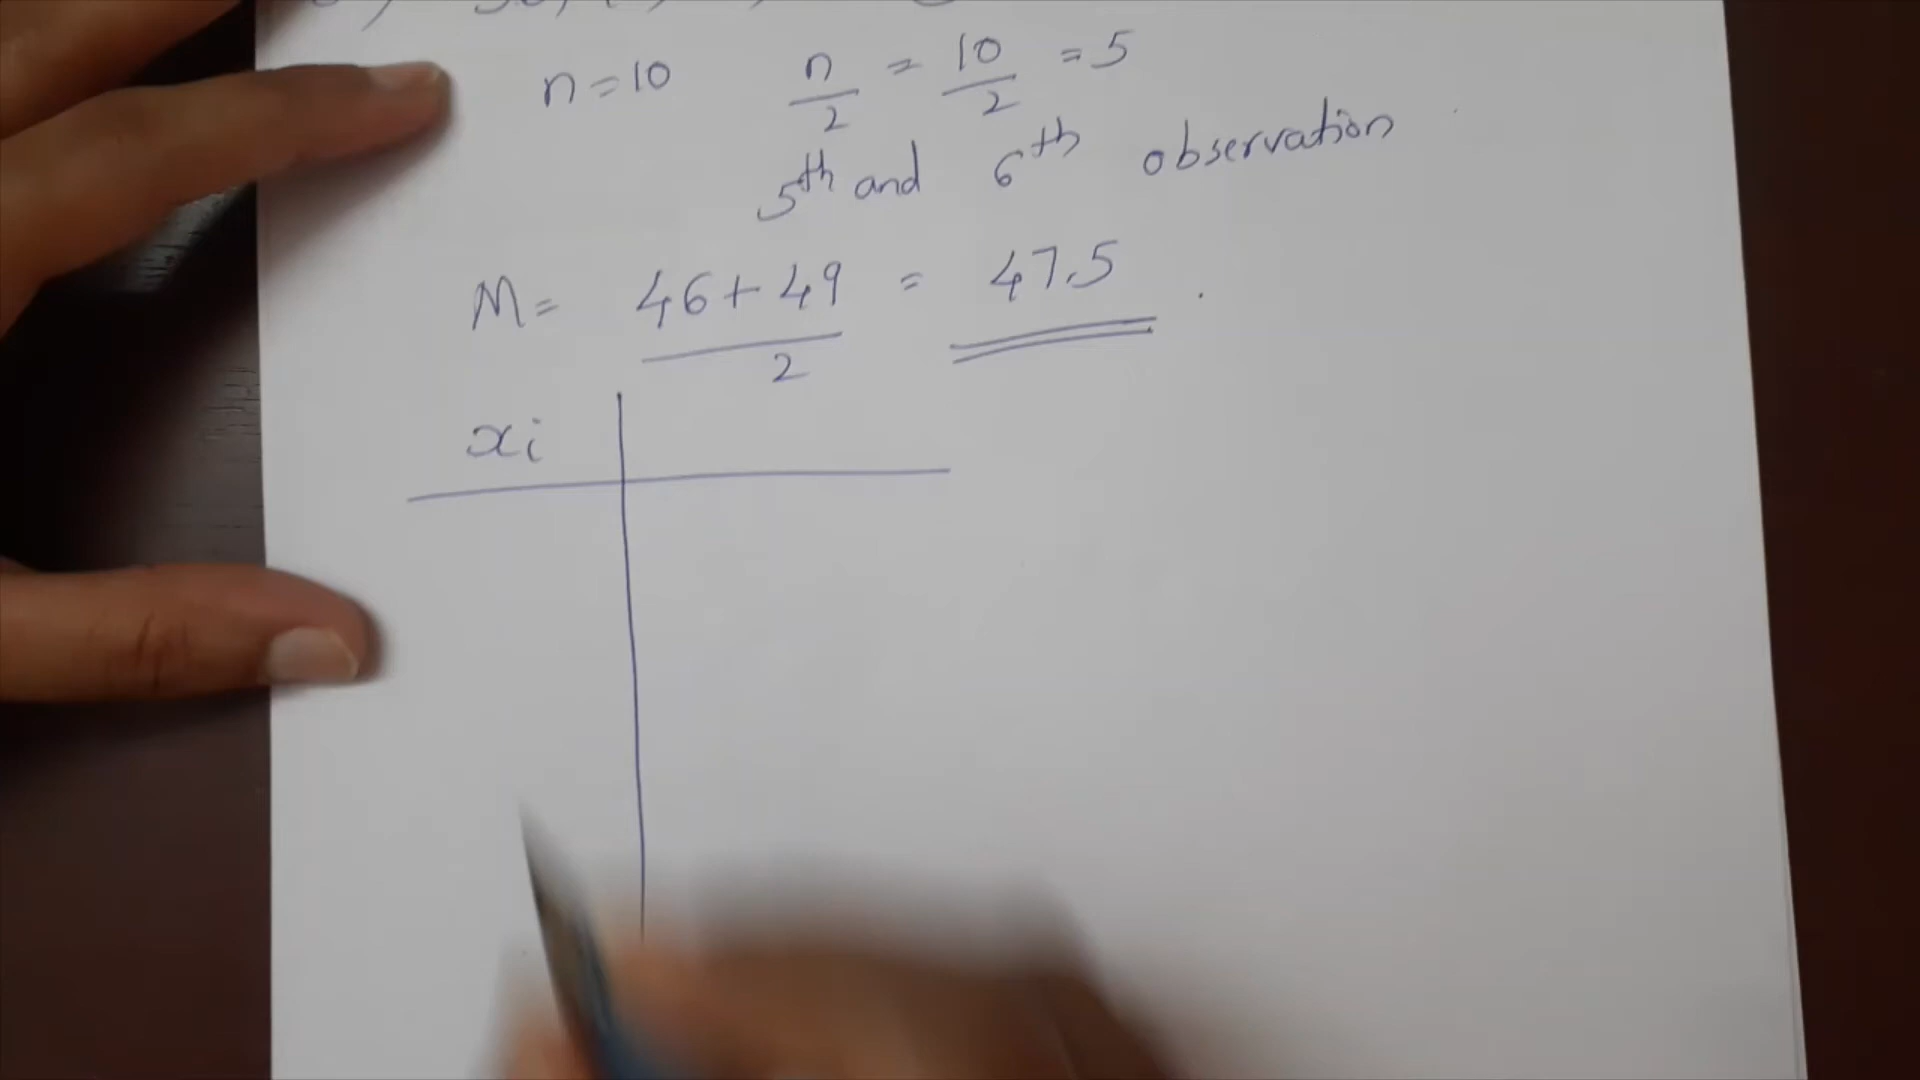 n=10 n/2 = 10/2 =5
5th and 6th observation
M= 46+49/2 = 47.5
xi